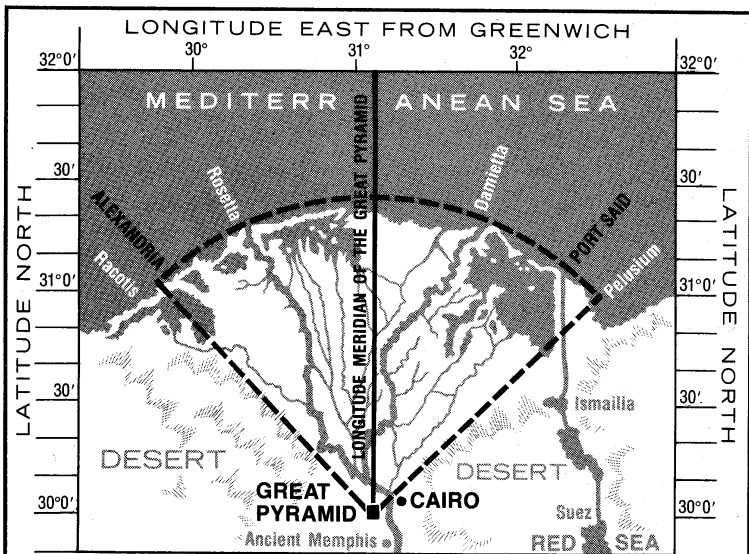 LONGITUDE EAST FROM GREENWICH
30°
31°
32°
32°0'
32°0'
MEDITERRANEAN SEA
30'
30'
Rosetta
Damietta
ALEXANDRIA
PORT SAID
Racotis
Pelusium
LONGITUDE MERIDIAN OF THE GREAT PYRAMID
LATITUDE NORTH
LATITUDE NORTH
31°0'
31°0'
30'
30'
Ismailia
DESERT
DESERT
GREAT
PYRAMID
CAIRO
30°0'
30°0'
Suez
Ancient Memphis
RED SEA